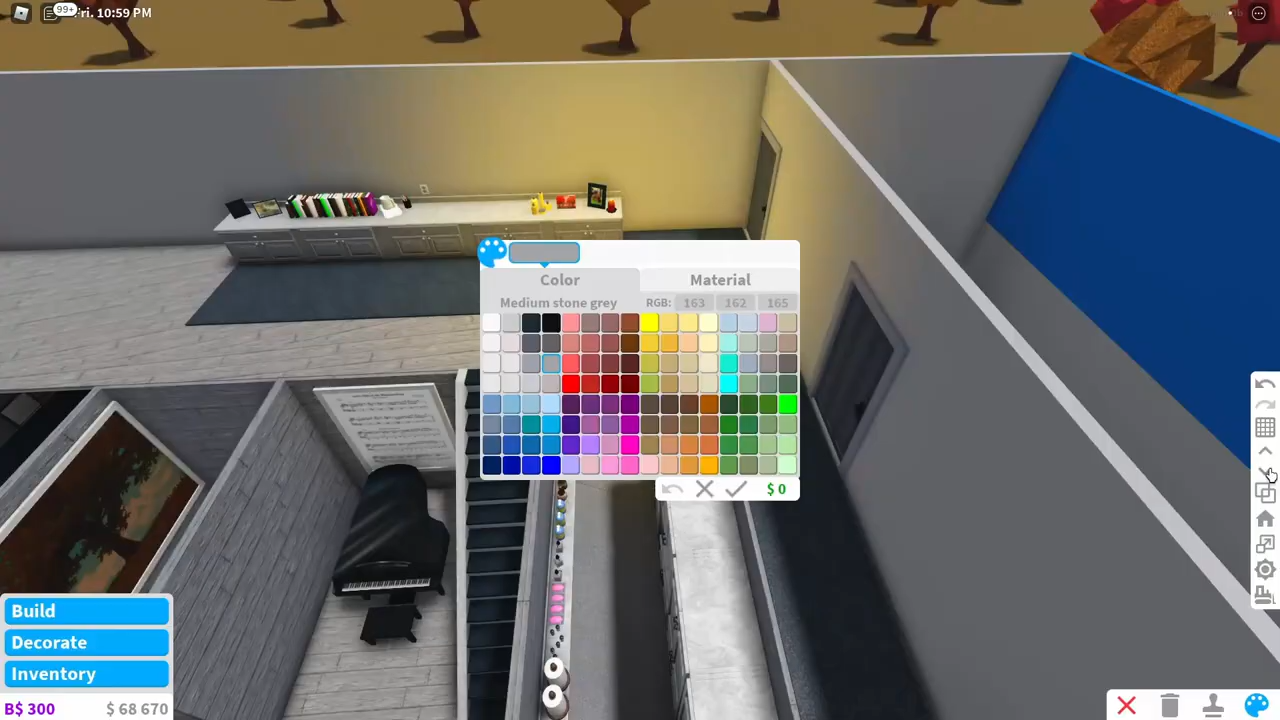 99+
Fri. 10:59 PM
Color
Material
Medium stone grey
RGB: 163 162 165
$ 0
Build
Decorate
Inventory
B$ 300
$ 68 670